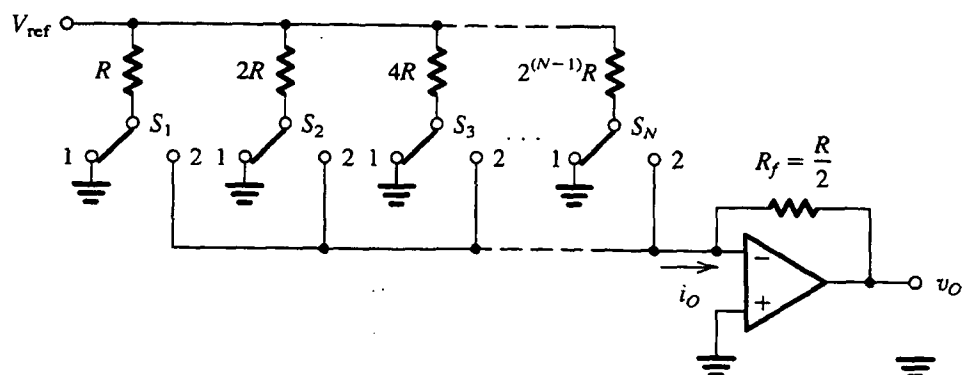 V_ref
R
2R
4R
2^(N−1)R
S_1
S_2
S_3
. . .
S_N
1
2
1
2
1
2
1
2
R_f = R/2
−
+
i_O
v_O